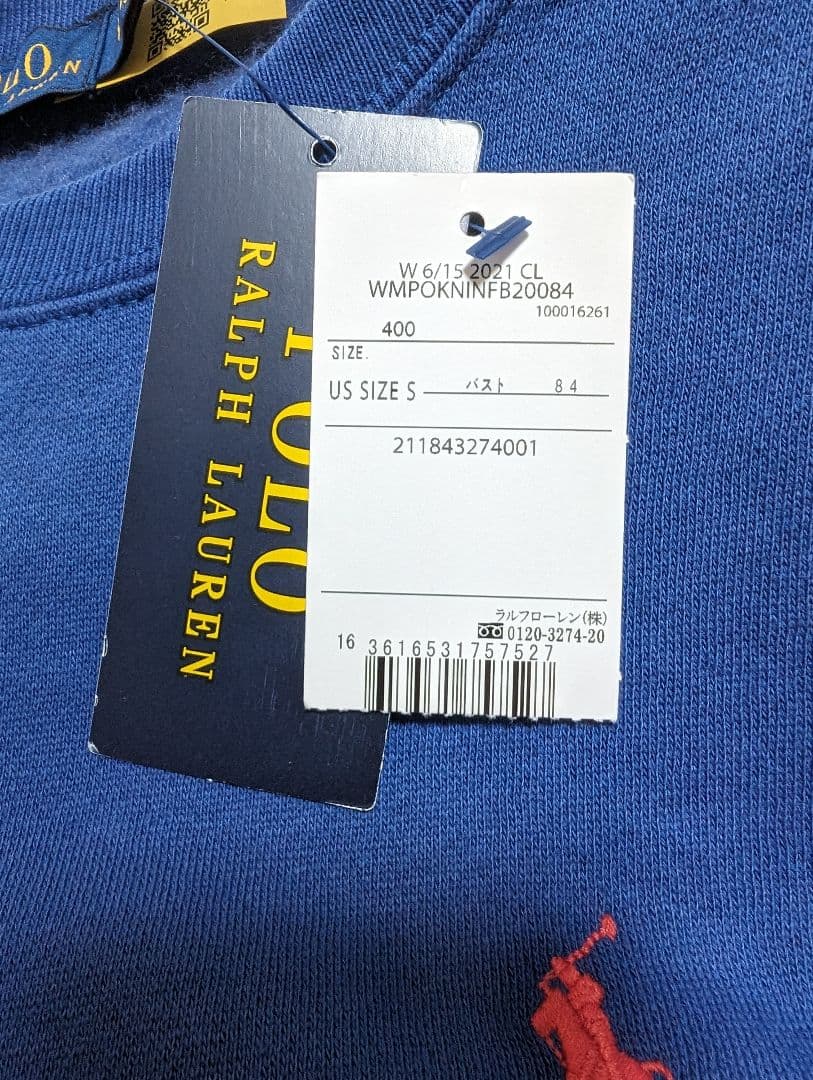 POLO
RALPH LAUREN
W 6/15 2021 CL
WMPOKNINFB20084
100016261
400
SIZE.
US SIZE S バスト 84
211843274001
ラルフローレン(株)
0120-3274-20
16 3616531757527